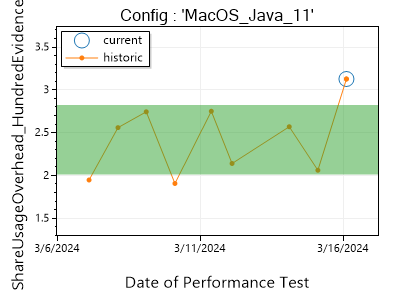 Config : 'MacOS_Java_11'
current
historic
ShareUsageOverhead_HundredEvidence
3.5
3
2.5
2
1.5
3/6/2024
3/11/2024
3/16/2024
Date of Performance Test